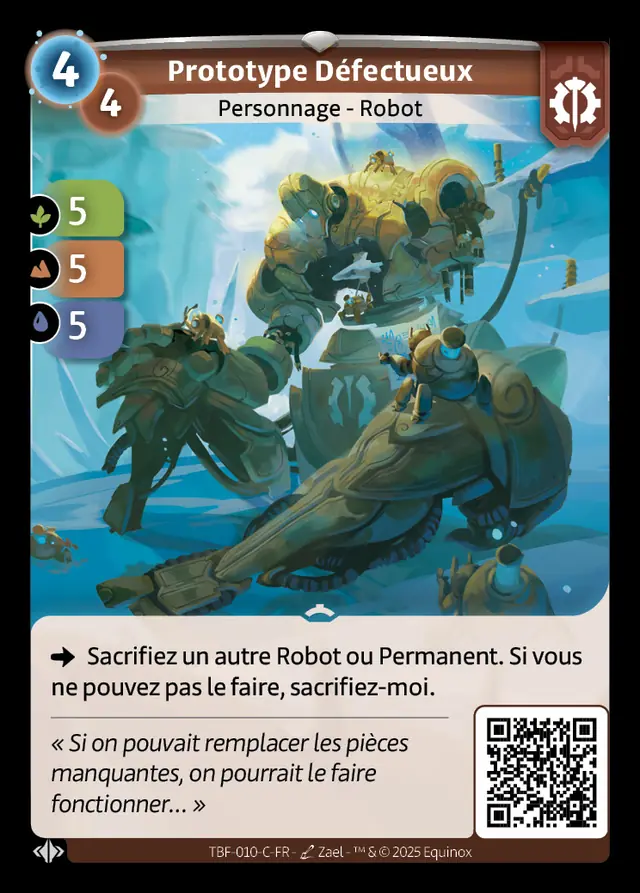 4
4
Prototype Défectueux
Personnage - Robot
5
5
5
Sacrifiez un autre Robot ou Permanent. Si vous
ne pouvez pas le faire, sacrifiez-moi.
« Si on pouvait remplacer les pièces
manquantes, on pourrait le faire
fonctionner... »
TBF-010-C-FR - Zael - ™ & © 2025 Equinox